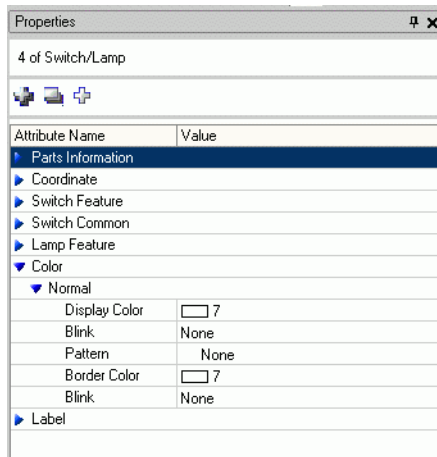 Properties
4 of Switch/Lamp
Attribute Name Value
Parts Information
Coordinate
Switch Feature
Switch Common
Lamp Feature
Color
Normal
Display Color 7
Blink None
Pattern None
Border Color 7
Blink None
Label